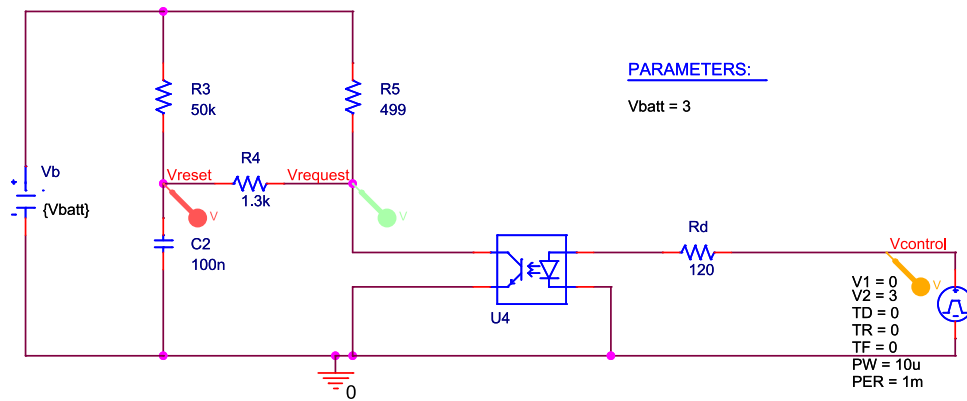 R3
50k
R5
499
PARAMETERS:
Vbatt = 3
R4
Vreset
Vrequest
1.3k
Vb
+
-
{Vbatt}
V
V
C2
100n
Rd
120
Vcontrol
V
U4
V1 = 0
V2 = 3
TD = 0
TR = 0
TF = 0
PW = 10u
PER = 1m
+
-
0